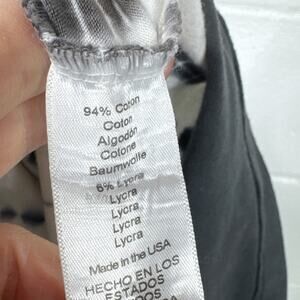 94% Cotton
Coton
Algodón
Cotone
Baumwolle
6% Lycra
Lycra
Lycra
Lycra
Lycra
Made in the USA
HECHO EN LOS
ESTADOS